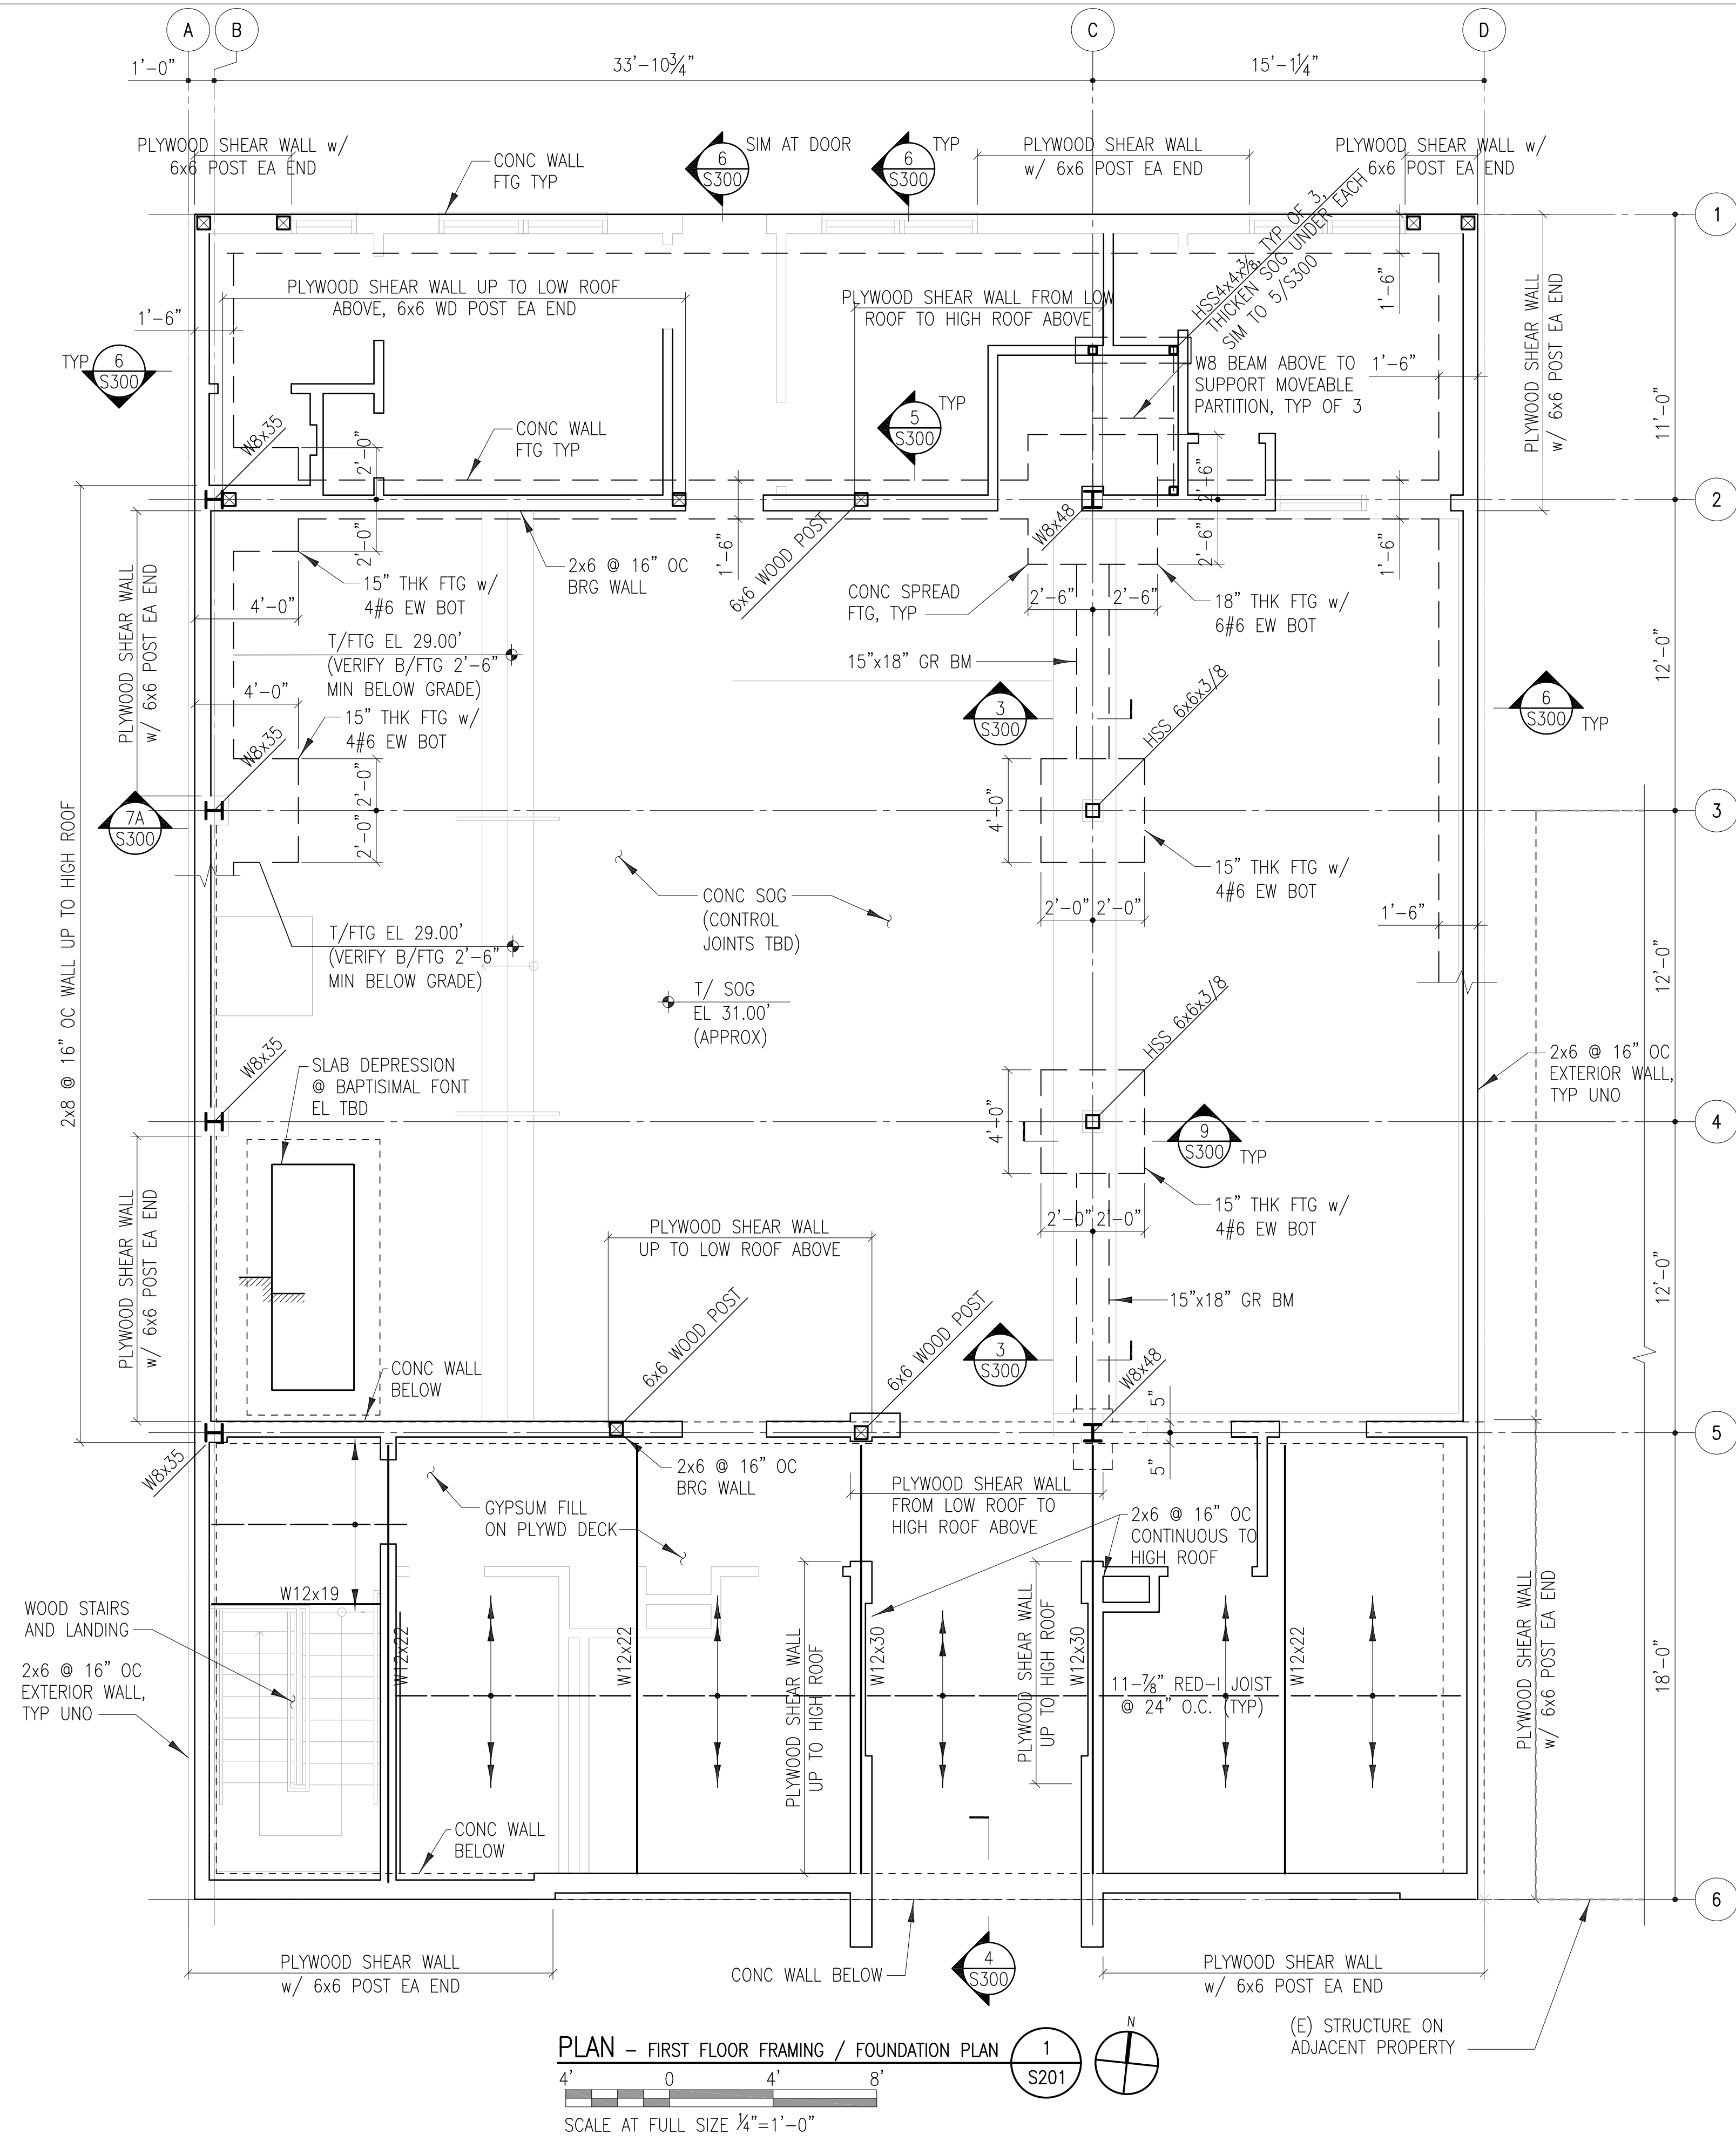 A
B
C
D
1'-0"
33'-10¾"
15'-1¼"
PLYWOOD SHEAR WALL w/
6x6 POST EA END
CONC WALL
FTG TYP
6
S300
SIM AT DOOR
6
S300
TYP
PLYWOOD SHEAR WALL
w/ 6x6 POST EA END
PLYWOOD SHEAR WALL w/
6x6 POST EA END
1
HSS4x4x⅜, TYP OF 3,
THICKEN SOG UNDER EACH
SIM TO 5/S300
PLYWOOD SHEAR WALL UP TO LOW ROOF
ABOVE, 6x6 WD POST EA END
PLYWOOD SHEAR WALL FROM LOW
ROOF TO HIGH ROOF ABOVE
1'-6"
1'-6"
TYP
6
S300
W8 BEAM ABOVE TO
SUPPORT MOVEABLE
PARTITION, TYP OF 3
1'-6"
PLYWOOD SHEAR WALL
w/ 6x6 POST EA END
11'-0"
5
S300
TYP
W8x35
CONC WALL
FTG TYP
2'-0"
2'-6"
2
2'-0"
1'-6"
6x6 WOOD POST
W8x48
2'-6"
1'-6"
2x6 @ 16" OC
BRG WALL
15" THK FTG w/
4#6 EW BOT
CONC SPREAD
FTG, TYP
2'-6"
2'-6"
18" THK FTG w/
6#6 EW BOT
4'-0"
PLYWOOD SHEAR WALL
w/ 6x6 POST EA END
T/FTG EL 29.00'
(VERIFY B/FTG 2'-6"
MIN BELOW GRADE)
15"x18" GR BM
12'-0"
4'-0"
15" THK FTG w/
4#6 EW BOT
3
S300
HSS 6x6x3/8
6
S300
TYP
W8x35
2'-0"
2'-0"
4'-0"
3
7A
S300
2x8 @ 16" OC WALL UP TO HIGH ROOF
15" THK FTG w/
4#6 EW BOT
CONC SOG
(CONTROL
JOINTS TBD)
2'-0"
2'-0"
1'-6"
T/FTG EL 29.00'
(VERIFY B/FTG 2'-6"
MIN BELOW GRADE)
12'-0"
T/ SOG
EL 31.00'
(APPROX)
HSS 6x6x3/8
W8x35
SLAB DEPRESSION
@ BAPTISIMAL FONT
EL TBD
2x6 @ 16" OC
EXTERIOR WALL,
TYP UNO
4'-0"
4
9
S300
TYP
15" THK FTG w/
4#6 EW BOT
2'-0"
2'-0"
PLYWOOD SHEAR WALL
w/ 6x6 POST EA END
PLYWOOD SHEAR WALL
UP TO LOW ROOF ABOVE
12'-0"
15"x18" GR BM
6x6 WOOD POST
6x6 WOOD POST
3
S300
W8x48
CONC WALL
BELOW
5"
5
5"
W8x35
2x6 @ 16" OC
BRG WALL
PLYWOOD SHEAR WALL
FROM LOW ROOF TO
HIGH ROOF ABOVE
GYPSUM FILL
ON PLYWD DECK
2x6 @ 16" OC
CONTINUOUS TO
HIGH ROOF
W12x19
WOOD STAIRS
AND LANDING
2x6 @ 16" OC
EXTERIOR WALL,
TYP UNO
W12x22
W12x22
PLYWOOD SHEAR WALL
UP TO HIGH ROOF
W12x30
PLYWOOD SHEAR WALL
UP TO HIGH ROOF
W12x30
11-⅞" RED-I JOIST
@ 24" O.C. (TYP)
W12x22
PLYWOOD SHEAR WALL
w/ 6x6 POST EA END
18'-0"
CONC WALL
BELOW
6
PLYWOOD SHEAR WALL
w/ 6x6 POST EA END
CONC WALL BELOW
4
S300
PLYWOOD SHEAR WALL
w/ 6x6 POST EA END
(E) STRUCTURE ON
ADJACENT PROPERTY
PLAN - FIRST FLOOR FRAMING / FOUNDATION PLAN
1
S201
N
4'
0
4'
8'
SCALE AT FULL SIZE ¼"=1'-0"